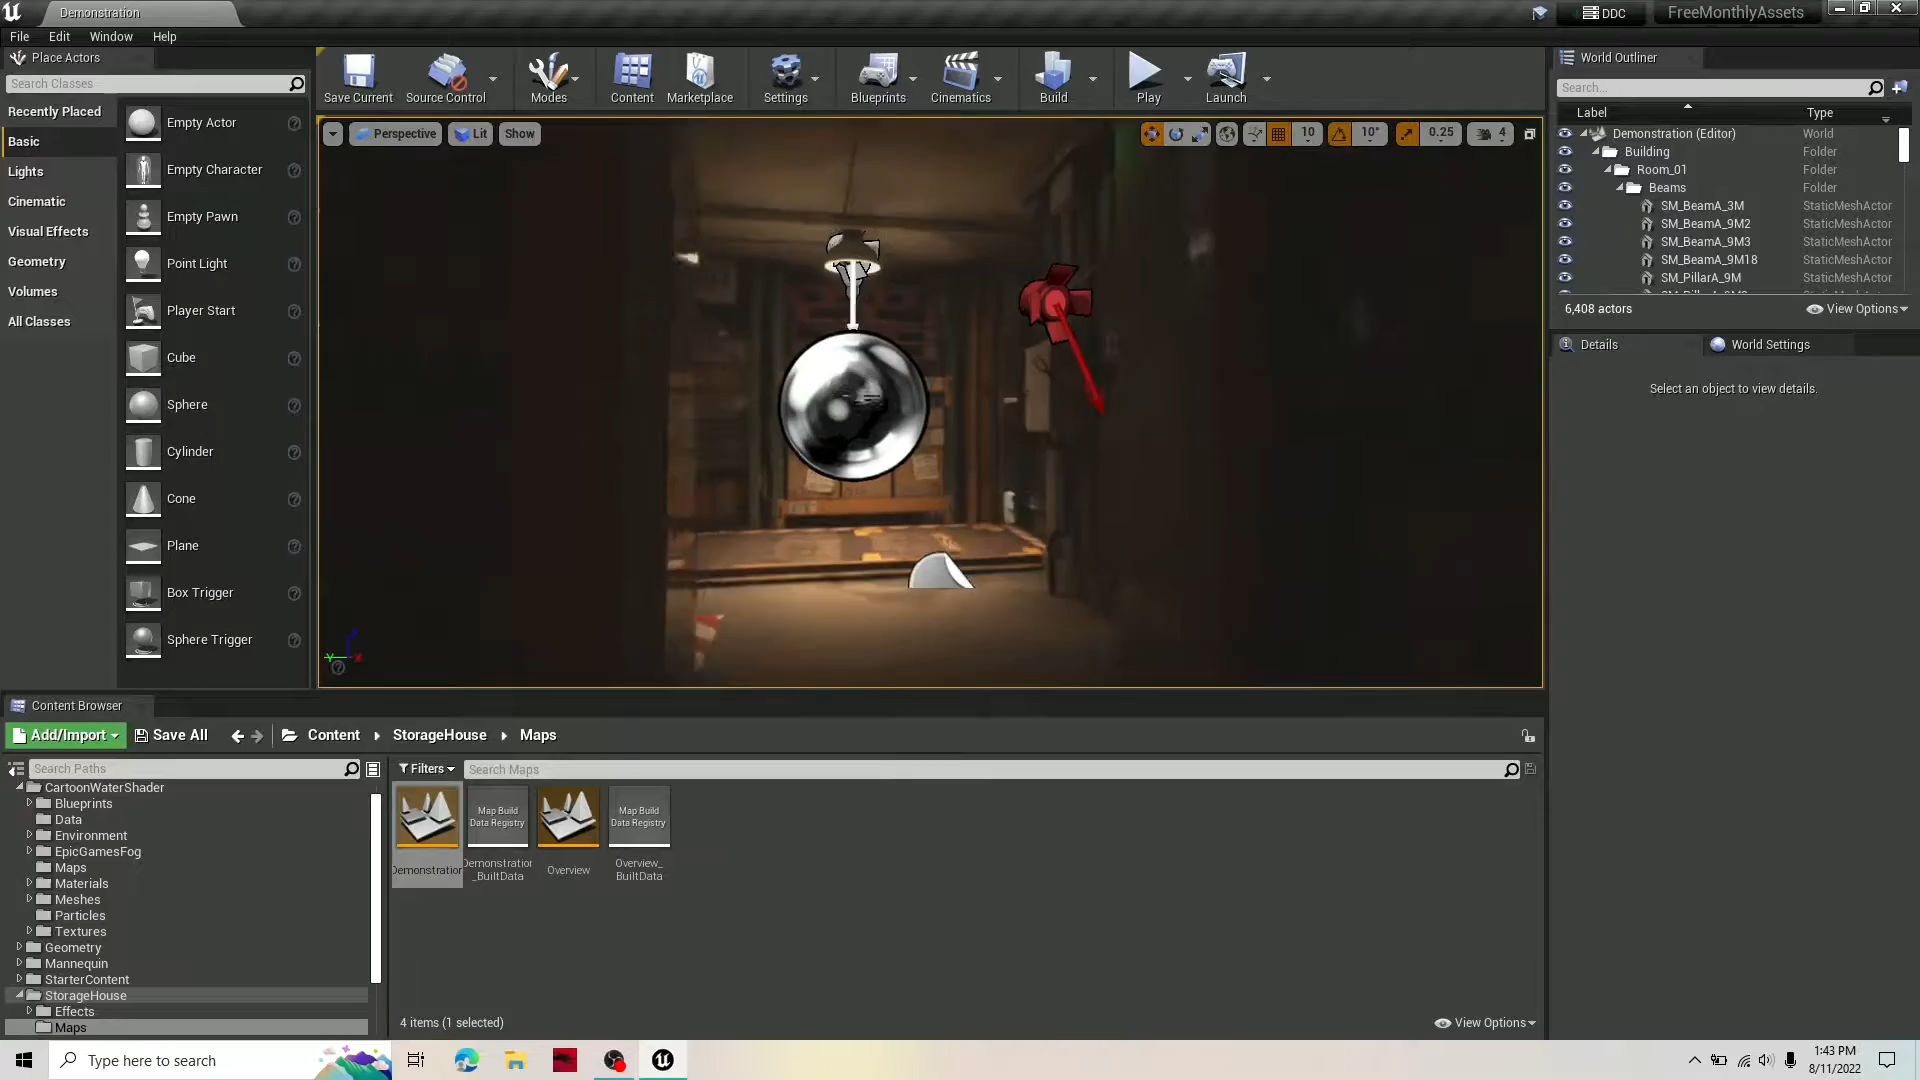 Demonstration
DDC
FreeMonthlyAssets
File Edit Window Help
Place Actors
Search Classes
Recently Placed
Basic
Lights
Cinematic
Visual Effects
Geometry
Volumes
All Classes
Empty Actor
Empty Character
Empty Pawn
Point Light
Player Start
Cube
Sphere
Cylinder
Cone
Plane
Box Trigger
Sphere Trigger
Save Current
Source Control
Modes
Content
Marketplace
Settings
Blueprints
Cinematics
Build
Play
Launch
Perspective
Lit
Show
10
10°
0.25
4
World Outliner
Search...
Label Type
Demonstration (Editor) World
Building Folder
Room_01 Folder
Beams Folder
SM_BeamA_3M StaticMeshActor
SM_BeamA_9M2 StaticMeshActor
SM_BeamA_9M3 StaticMeshActor
SM_BeamA_9M18 StaticMeshActor
SM_PillarA_9M StaticMeshActor
6,408 actors
View Options
Details
World Settings
Select an object to view details.
Content Browser
Add/Import
Save All
Content
StorageHouse
Maps
Search Paths
CartoonWaterShader
Blueprints
Data
Environment
EpicGamesFog
Maps
Materials
Meshes
Particles
Textures
Geometry
Mannequin
StarterContent
StorageHouse
Effects
Maps
Filters
Search Maps
Map Build
Data Registry
Map Build
Data Registry
Demonstration
Demonstration
_BuiltData
Overview
Overview_
BuiltData
4 items (1 selected)
View Options
Type here to search
1:43 PM
8/11/2022